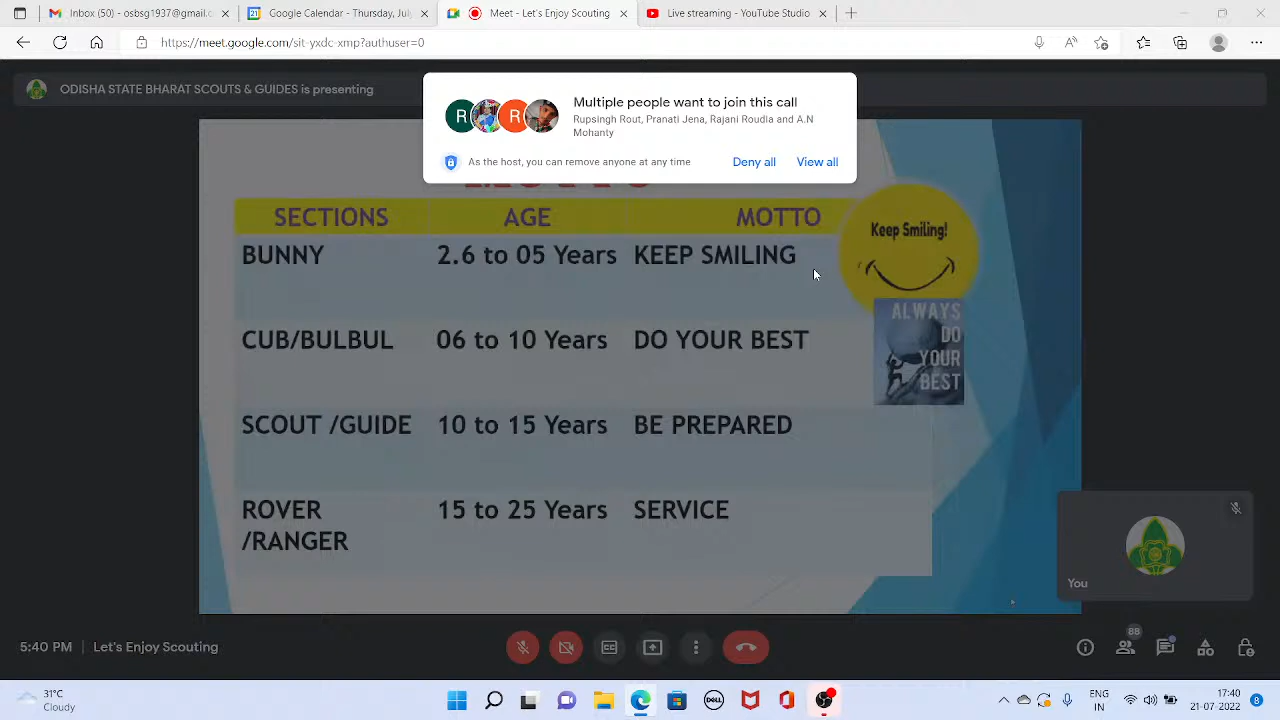 Inbox (50) - osbsg1937@gmail.c
Google Calendar - Thursday, July
Meet - Let's Enjoy Scouting
Live streaming - YouTube Studio
https://meet.google.com/sit-yxdc-xmp?authuser=0
ODISHA STATE BHARAT SCOUTS & GUIDES is presenting
R
R
Multiple people want to join this call
Rupsingh Rout, Pranati Jena, Rajani Roudia and A.N
Mohanty
As the host, you can remove anyone at any time
Deny all
View all
MOTTO
SECTIONS AGE MOTTO
BUNNY 2.6 to 05 Years KEEP SMILING
CUB/BULBUL 06 to 10 Years DO YOUR BEST
SCOUT /GUIDE 10 to 15 Years BE PREPARED
ROVER 15 to 25 Years SERVICE
/RANGER
Keep Smiling!
ALWAYS
DO
YOUR
BEST
You
5:40 PM | Let's Enjoy Scouting
88
31°C
Cloudy
DELL
ENG
IN
17:40
21-07-2022
8